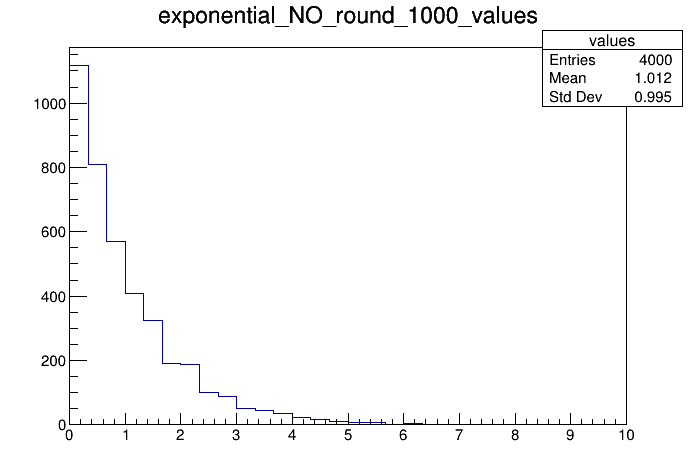 exponential_NO_round_1000_values
values
Entries 4000
Mean 1.012
Std Dev 0.995
1000
800
600
400
200
0
0 1 2 3 4 5 6 7 8 9 10